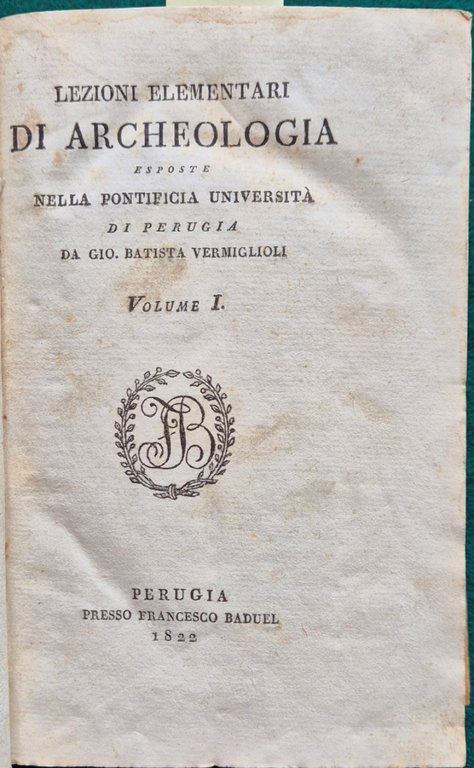 LEZIONI ELEMENTARI
DI ARCHEOLOGIA
ESPOSTE
NELLA PONTIFICIA UNIVERSITÀ
DI PERUGIA
DA GIO. BATISTA VERMIGLIOLI
VOLUME I.
FB
PERUGIA
PRESSO FRANCESCO BADUEL
1822